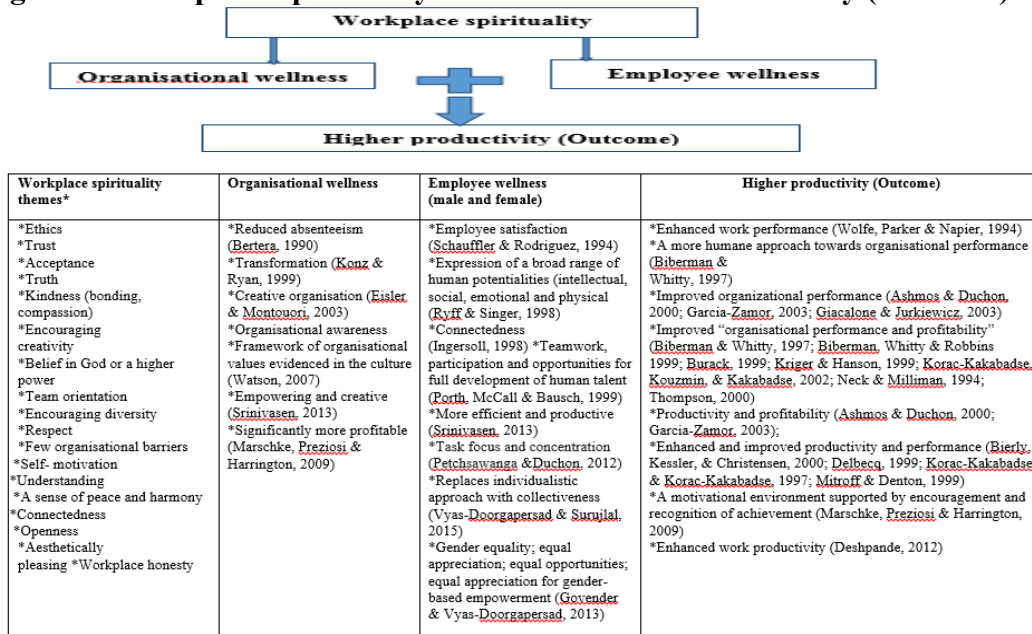 Workplace spirituality
Organisational wellness
Employee wellness
Higher productivity (Outcome)
Workplace spirituality
themes*
*Ethics
*Trust
*Acceptance
*Truth
*Kindness (bonding,
compassion)
*Encouraging
creativity
*Belief in God or a higher
power
*Team orientation
*Encouraging diversity
*Respect
*Few organisational barriers
*Self- motivation
*Understanding
*A sense of peace and harmony
*Connectedness
*Openness
*Aesthetically
pleasing *Workplace honesty
Organisational wellness
*Reduced absenteeism
(Bertera, 1990)
*Transformation (Konz &
Ryan, 1999)
*Creative organisation (Eisler
& Montouori, 2003)
*Organisational awareness
*Framework of organisational
values evidenced in the culture
(Watson, 2007)
*Empowering and creative
(Srinivasen, 2013)
*Significantly more profitable
(Marschke, Preziosi &
Harrington, 2009)
Employee wellness
(male and female)
*Employee satisfaction
(Schauffler & Rodriguez, 1994)
*Expression of a broad range of
human potentialities (intellectual,
social, emotional and physical
(Ryff & Singer, 1998)
*Connectedness
(Ingersoll, 1998) *Teamwork,
participation and opportunities for
full development of human talent
(Porth, McCall & Bausch, 1999)
*More efficient and productive
(Srinivasen, 2013)
*Task focus and concentration
(Petchsawanga &Duchon, 2012)
*Replaces individualistic
approach with collectiveness
(Vyas-Doorgapersad & Surujlal,
2015)
*Gender equality; equal
appreciation; equal opportunities;
equal appreciation for gender-
based empowerment (Govender
& Vyas-Doorgapersad, 2013)
Higher productivity (Outcome)
*Enhanced work performance (Wolfe, Parker & Napier, 1994)
*A more humane approach towards organisational performance
(Biberman &
Whitty, 1997)
*Improved organizational performance (Ashmos & Duchon,
2000; Garcia-Zamor, 2003; Giacalone & Jurkiewicz, 2003)
*Improved “organisational performance and profitability”
(Biberman & Whitty, 1997; Biberman, Whitty & Robbins
1999; Burack, 1999; Kriger & Hanson, 1999; Korac-Kakabadse,
Kouzmin, & Kakabadse, 2002; Neck & Milliman, 1994;
Thompson, 2000)
*Productivity and profitability (Ashmos & Duchon, 2000;
Garcia-Zamor, 2003);
*Enhanced and improved productivity and performance (Bierly,
Kessler, & Christensen, 2000; Delbecq, 1999; Korac-Kakabadse
& Korac-Kakabadse, 1997; Mitroff & Denton, 1999)
*A motivational environment supported by encouragement and
recognition of achievement (Marschke, Preziosi & Harrington,
2009)
*Enhanced work productivity (Deshpande, 2012)